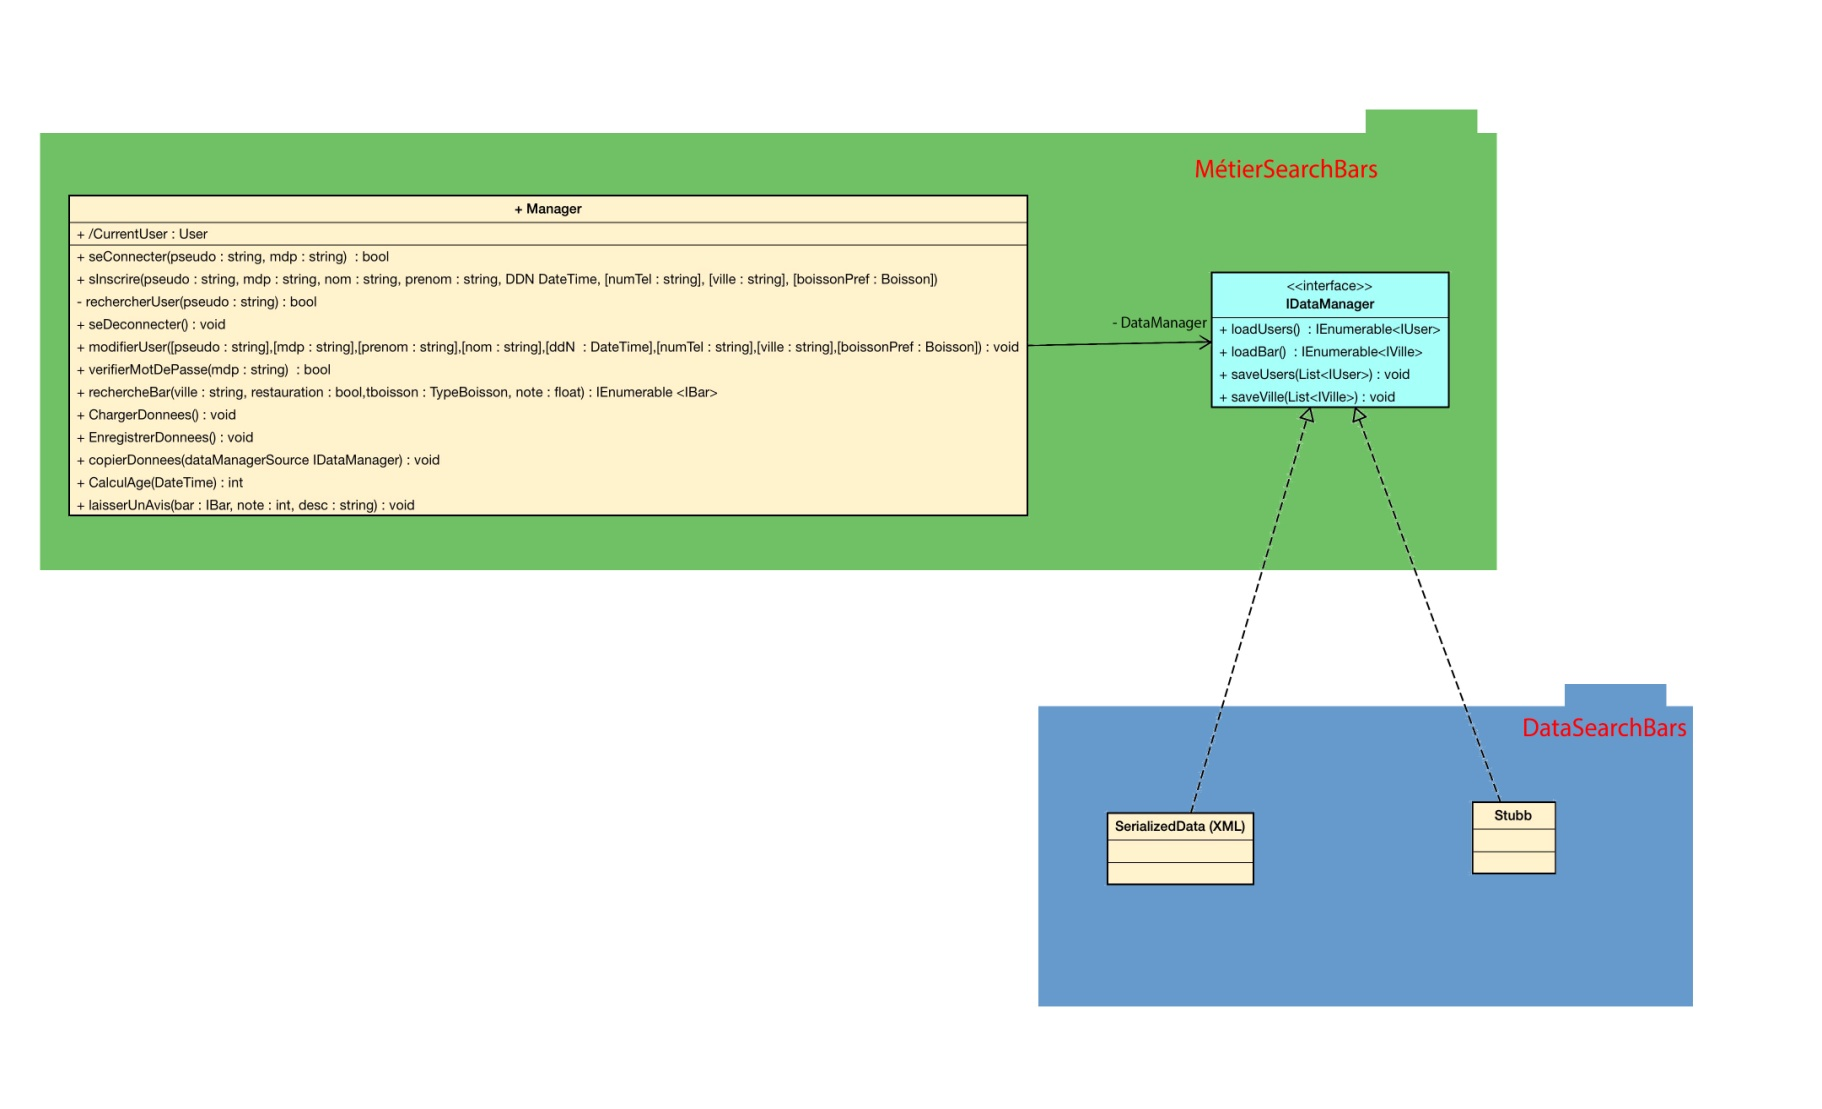 MétierSearchBars
+ Manager
+ /CurrentUser : User
+ seConnecter(pseudo : string, mdp : string)  : bool
+ sInscrire(pseudo : string, mdp : string, nom : string, prenom : string, DDN DateTime, [numTel : string], [ville : string], [boissonPref : Boisson])
- rechercherUser(pseudo : string) : bool
+ seDeconnecter() : void
+ modifierUser([pseudo : string],[mdp : string],[prenom : string],[nom : string],[ddN  : DateTime],[numTel : string],[ville : string],[boissonPref : Boisson]) : void
+ verifierMotDePasse(mdp : string)  : bool
+ rechercheBar(ville : string, restauration : bool,tboisson : TypeBoisson, note : float) : IEnumerable <IBar>
+ ChargerDonnees() : void
+ EnregistrerDonnees() : void
+ copierDonnees(dataManagerSource IDataManager) : void
+ CalculAge(DateTime) : int
+ laisserUnAvis(bar : IBar, note : int, desc : string) : void
- DataManager
<<interface>>
IDataManager
+ loadUsers()  : IEnumerable<IUser>
+ loadBar()  : IEnumerable<IVille>
+ saveUsers(List<IUser>) : void
+ saveVille(List<IVille>) : void
DataSearchBars
SerializedData (XML)
Stubb